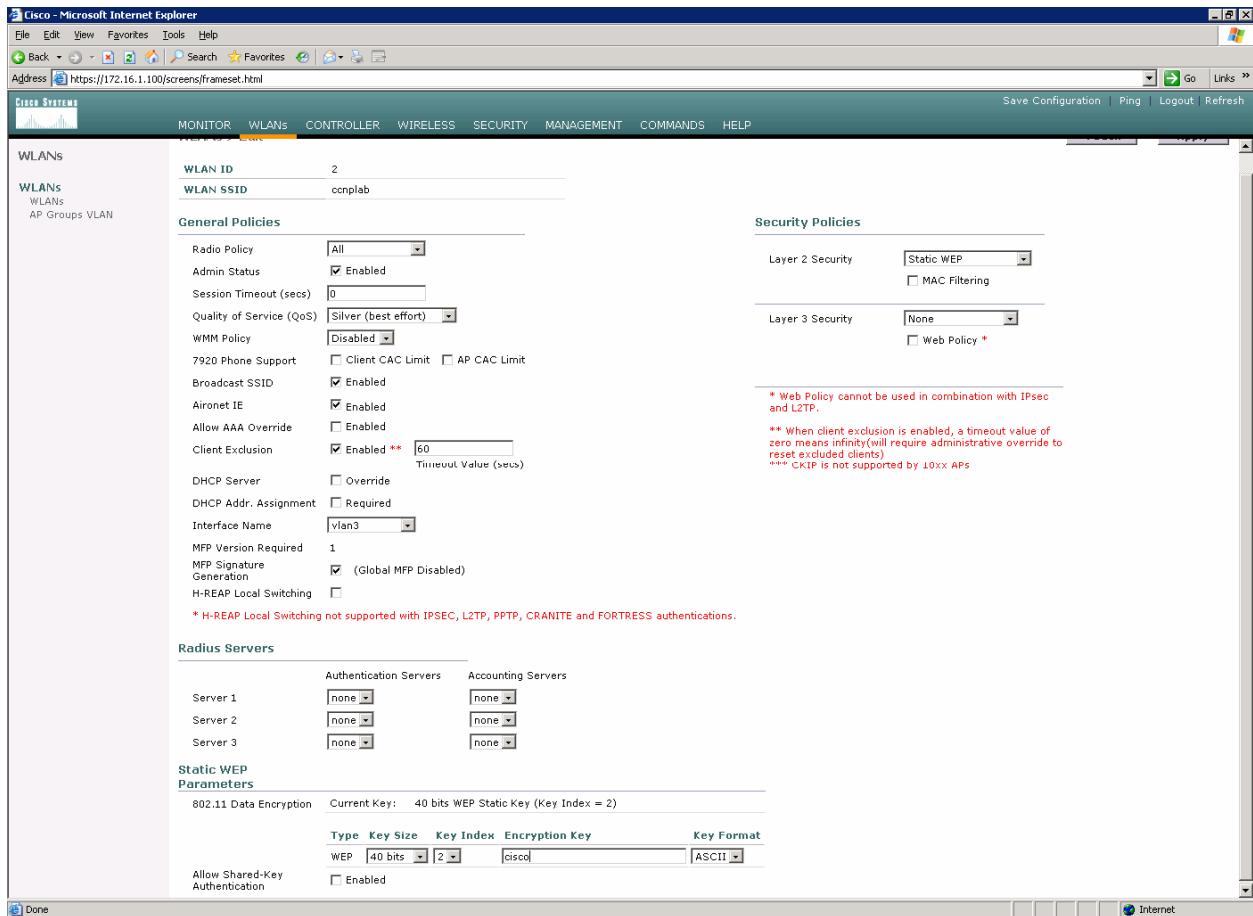 Cisco - Microsoft Internet Explorer
File Edit View Favorites Tools Help
Back Search Favorites
Address https://172.16.1.100/screens/frameset.html Go Links »
CISCO SYSTEMS
Save Configuration | Ping | Logout | Refresh
MONITOR WLANs CONTROLLER WIRELESS SECURITY MANAGEMENT COMMANDS HELP
WLANs
WLANs
WLANs
AP Groups VLAN
WLANs > Edit
WLAN ID 2
WLAN SSID ccnplab
General Policies
Radio Policy All
Admin Status Enabled
Session Timeout (secs) 0
Quality of Service (QoS) Silver (best effort)
WMM Policy Disabled
7920 Phone Support Client CAC Limit AP CAC Limit
Broadcast SSID Enabled
Aironet IE Enabled
Allow AAA Override Enabled
Client Exclusion Enabled ** 60
Timeout Value (secs)
DHCP Server Override
DHCP Addr. Assignment Required
Interface Name vlan3
MFP Version Required 1
MFP Signature
Generation (Global MFP Disabled)
H-REAP Local Switching
* H-REAP Local Switching not supported with IPSEC, L2TP, PPTP, CRANITE and FORTRESS authentications.
Security Policies
Layer 2 Security Static WEP
MAC Filtering
Layer 3 Security None
Web Policy *
* Web Policy cannot be used in combination with IPsec
and L2TP.
** When client exclusion is enabled, a timeout value of
zero means infinity(will require administrative override to
reset excluded clients)
*** CKIP is not supported by 10xx APs
Radius Servers
Authentication Servers Accounting Servers
Server 1 none none
Server 2 none none
Server 3 none none
Static WEP
Parameters
802.11 Data Encryption Current Key: 40 bits WEP Static Key (Key Index = 2)
Type Key Size Key Index Encryption Key Key Format
WEP 40 bits 2 cisco ASCII
Allow Shared-Key
Authentication Enabled
Done Internet